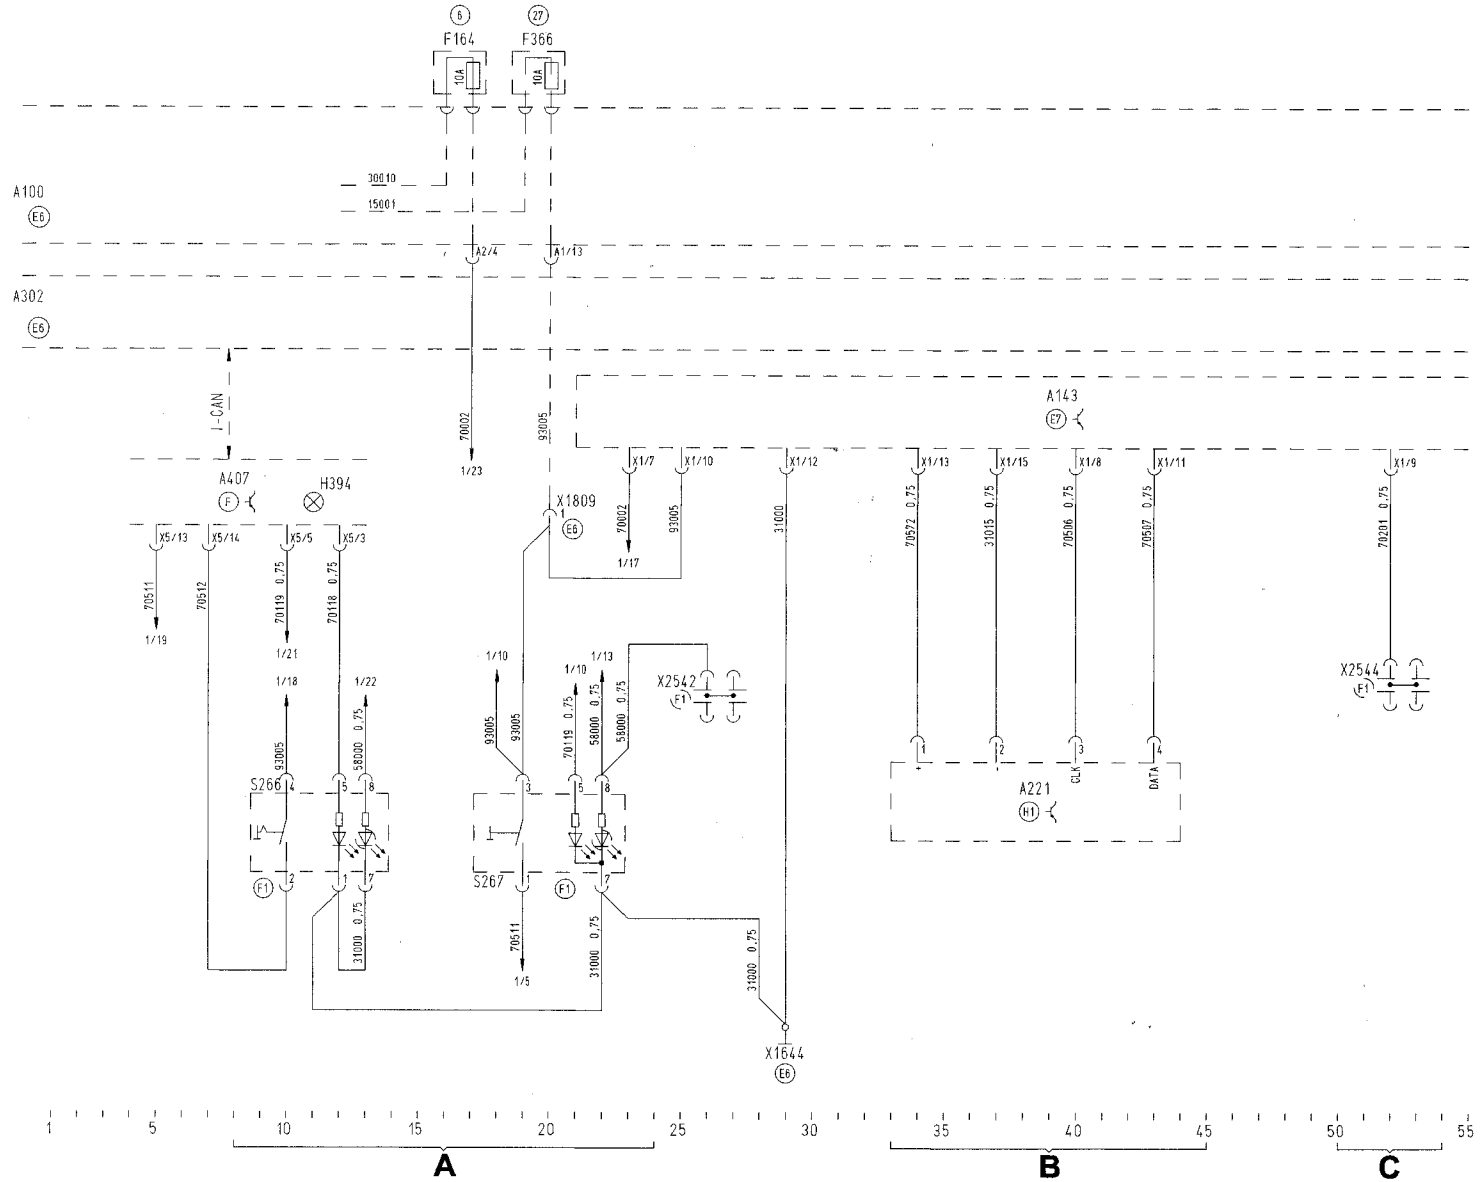 6 27
F164 F366
10A 10A
30010
A100
15001
E6
A2/4 A1/13
A302
E6
I-CAN
70002
93005
A143
E7
1/23
X1/7 X1/10 X1/12 X1/13 X1/15 X1/8 X1/11 X1/9
A407 H394
F
X1809
1
E6
70002
93005
31000
70572 0,75
31015 0,75
70506 0,75
70507 0,75
70201 0,75
X5/13 X5/14 X5/5 X5/3
1/17
70511
70512
70119 0,75
70118 0,75
1/19
1/21
1/18 1/22
1/10 1/10 1/13
X2542
F1
X2544
F1
93005
58000 0,75
93005
93005
70119 0,75
58000 0,75
58000 0,75
1 2 3 4
+ - CLK DATA
S266 4 5 8
3 5 8
A221
H1
F1 2 1 7
S267 1 F1 7
31000 0,75
70511
31000 0,75
31000 0,75
1/5
X1644
E6
1 5 10 15 20 25 30 35 40 45 50 55
A B C